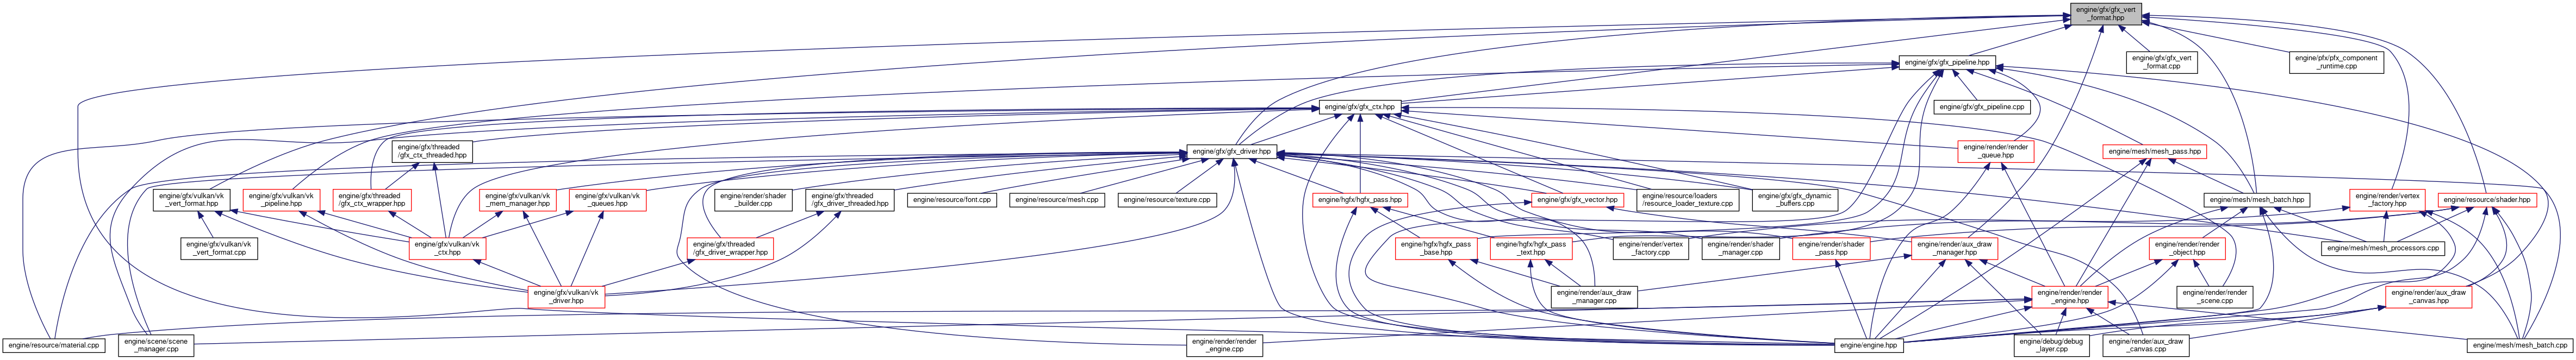 engine/gfx/gfx_vert
_format.hpp
engine/gfx/gfx_pipeline.hpp
engine/gfx/gfx_vert
_format.cpp
engine/pfx/pfx_component
_runtime.cpp
engine/gfx/gfx_ctx.hpp
engine/gfx/gfx_pipeline.cpp
engine/gfx/threaded
/gfx_ctx_threaded.hpp
engine/gfx/gfx_driver.hpp
engine/render/render
_queue.hpp
engine/mesh/mesh_pass.hpp
engine/gfx/vulkan/vk
_vert_format.hpp
engine/gfx/vulkan/vk
_pipeline.hpp
engine/gfx/threaded
/gfx_ctx_wrapper.hpp
engine/gfx/vulkan/vk
_mem_manager.hpp
engine/gfx/vulkan/vk
_queues.hpp
engine/render/shader
_builder.cpp
engine/gfx/threaded
/gfx_driver_threaded.hpp
engine/resource/font.cpp
engine/resource/mesh.cpp
engine/resource/texture.cpp
engine/hgfx/hgfx_pass.hpp
engine/gfx/gfx_vector.hpp
engine/resource/loaders
/resource_loader_texture.cpp
engine/gfx/gfx_dynamic
_buffers.cpp
engine/mesh/mesh_batch.hpp
engine/render/vertex
_factory.hpp
engine/resource/shader.hpp
engine/gfx/vulkan/vk
_vert_format.cpp
engine/gfx/vulkan/vk
_ctx.hpp
engine/gfx/threaded
/gfx_driver_wrapper.hpp
engine/hgfx/hgfx_pass
_base.hpp
engine/hgfx/hgfx_pass
_text.hpp
engine/render/vertex
_factory.cpp
engine/render/shader
_manager.cpp
engine/render/shader
_pass.hpp
engine/render/aux_draw
_manager.hpp
engine/render/render
_object.hpp
engine/mesh/mesh_processors.cpp
engine/gfx/vulkan/vk
_driver.hpp
engine/render/aux_draw
_manager.cpp
engine/render/render
_engine.hpp
engine/render/render
_scene.cpp
engine/render/aux_draw
_canvas.hpp
engine/resource/material.cpp
engine/scene/scene
_manager.cpp
engine/render/render
_engine.cpp
engine/engine.hpp
engine/debug/debug
_layer.cpp
engine/render/aux_draw
_canvas.cpp
engine/mesh/mesh_batch.cpp